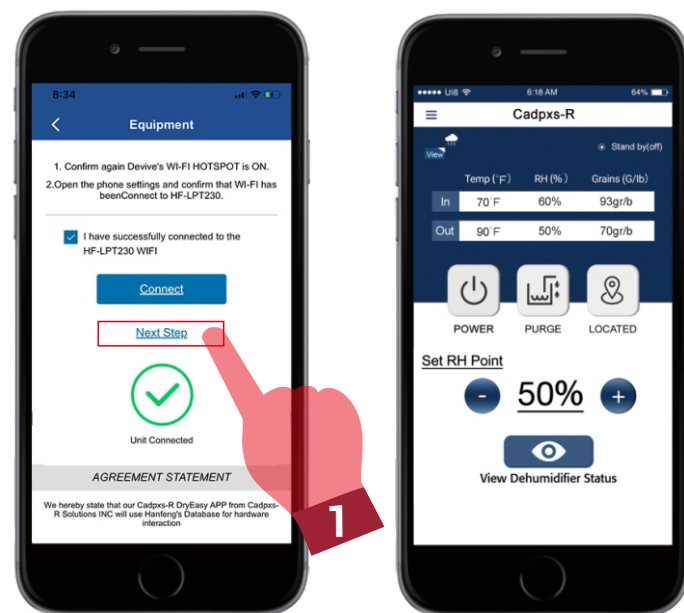 8:34
Equipment
1. Confirm again Devive's WI-FI HOTSPOT is ON.
2.Open the phone settings and confirm that WI-FI has
beenConnect to HF-LPT230.
I have successfully connected to the
HF-LPT230 WIFI
Connect
Next Step
Unit Connected
AGREEMENT STATEMENT
We hereby state that our Cadpxs-R DryEasy APP from Cadpxs-
R Solutions INC will use Hanfeng's Database for hardware
interaction
1
UI8 6:18 AM 64%
Cadpxs-R
View
Stand by(off)
Temp (°F) RH (%) Grains (G/lb)
In 70°F 60% 93gr/b
Out 90°F 50% 70gr/b
POWER PURGE LOCATED
Set RH Point
- 50% +
View Dehumidifier Status